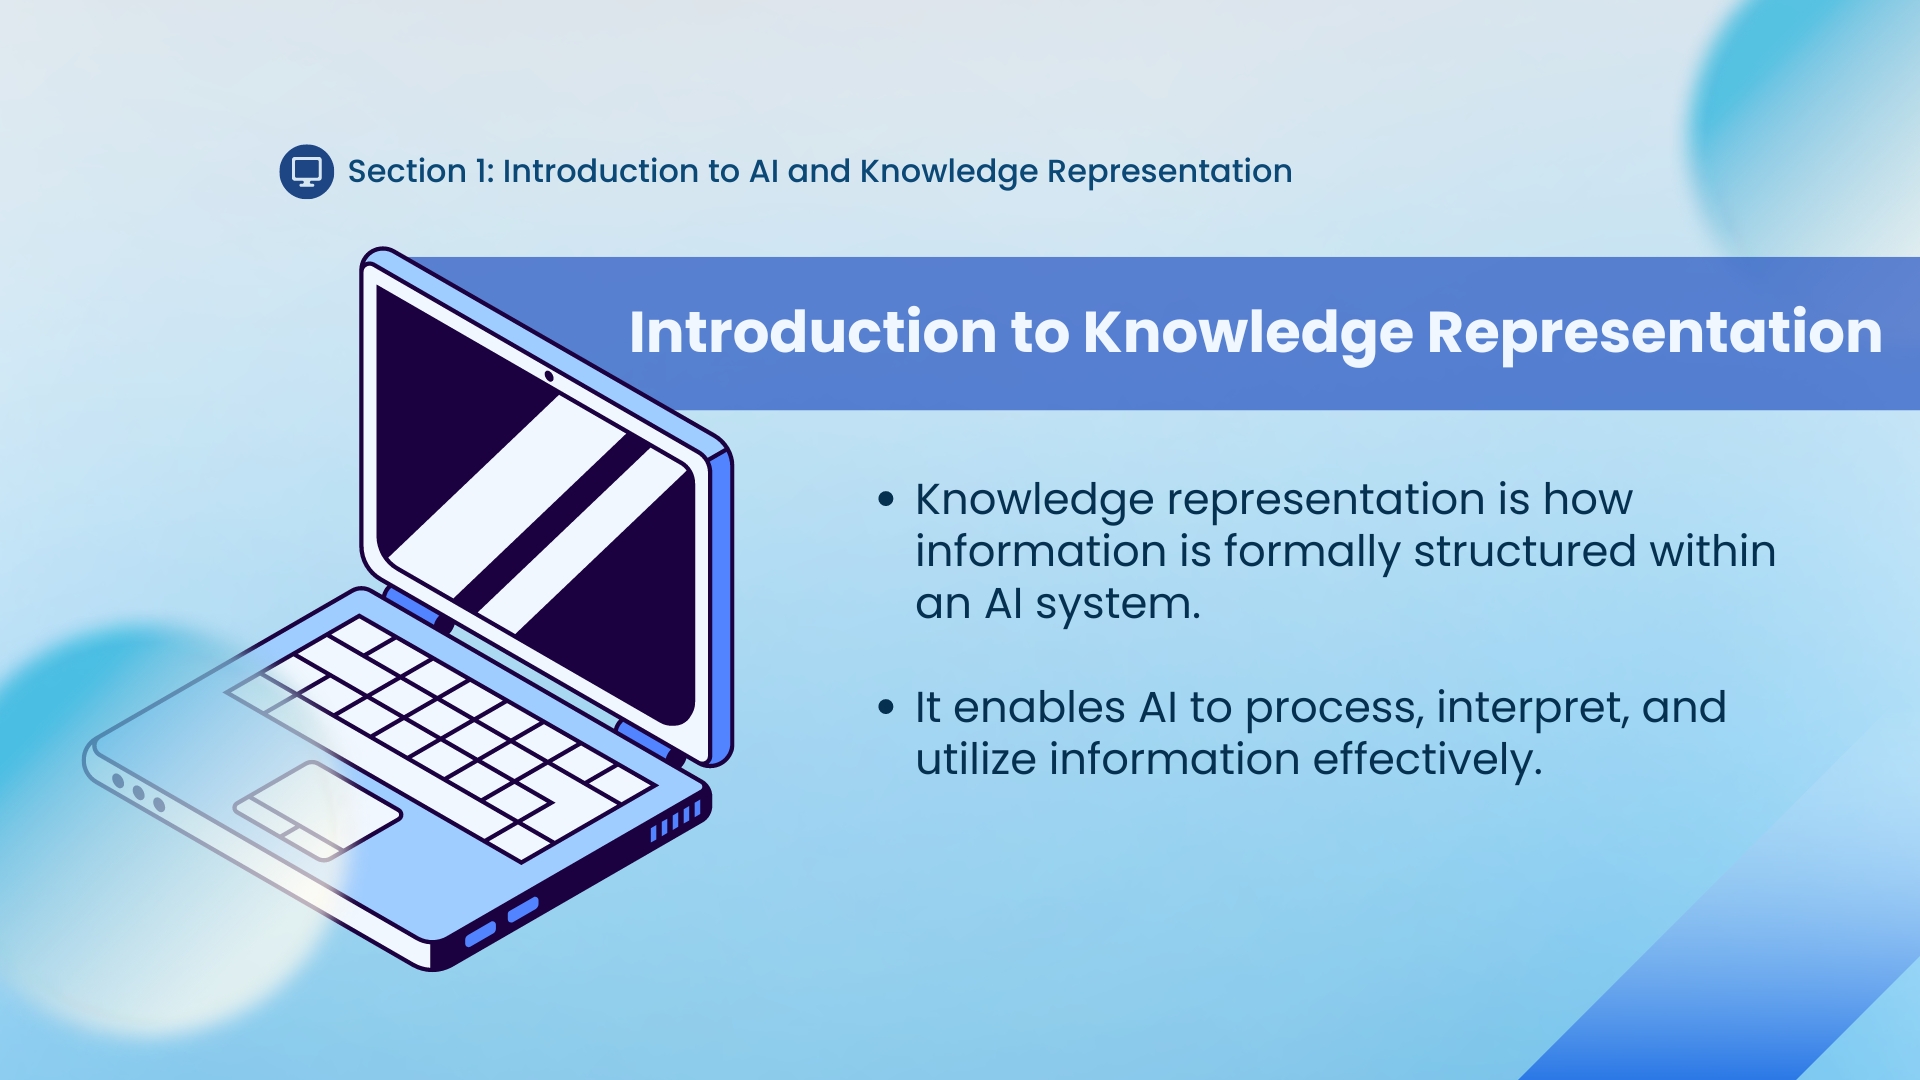 Section 1: Introduction to AI and Knowledge Representation
Introduction to Knowledge Representation
• Knowledge representation is how
information is formally structured within
an AI system.
• It enables AI to process, interpret, and
utilize information effectively.